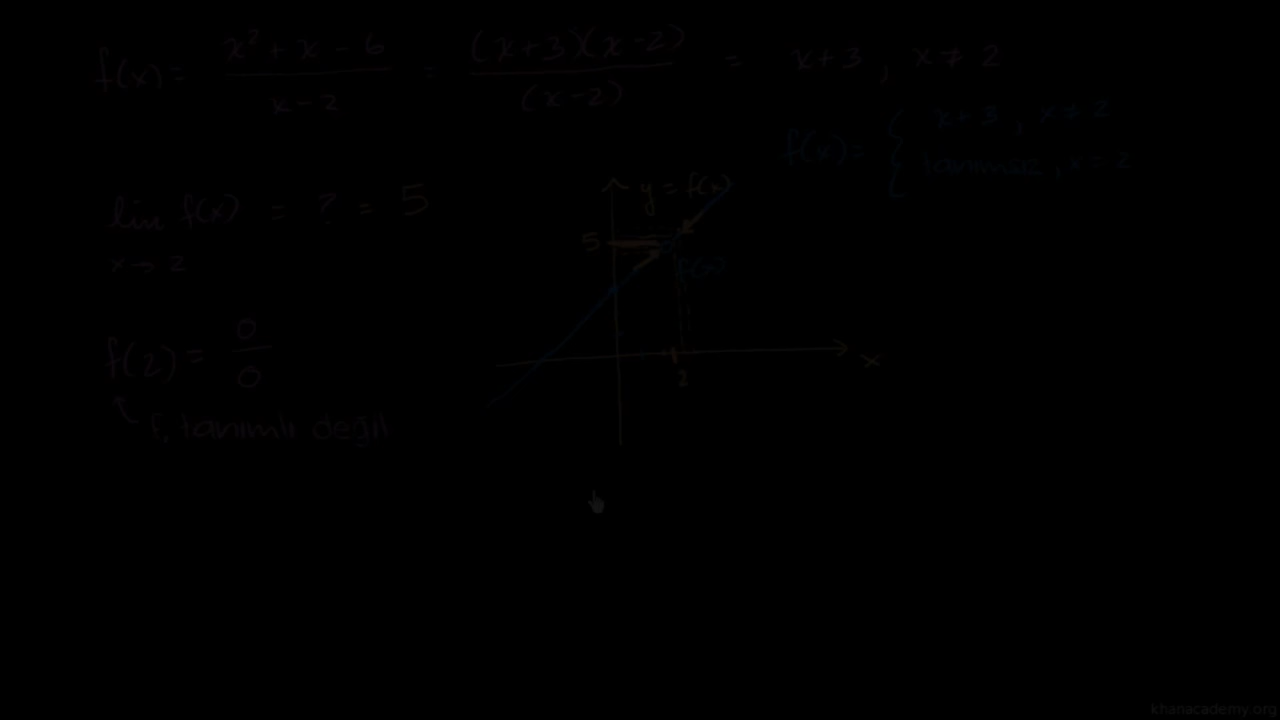 f(x) = x² + x - 6 / x - 2 = (x+3)(x-2) / (x-2) = x+3 , x ≠ 2
f(x) = { x+3 , x ≠ 2
tanımsız , x = 2
lim f(x) = ? = 5
x → 2
y = f(x)
5
f(x)
f(2) = 0 / 0
x
2
f, tanımlı değil
khanacademy.org